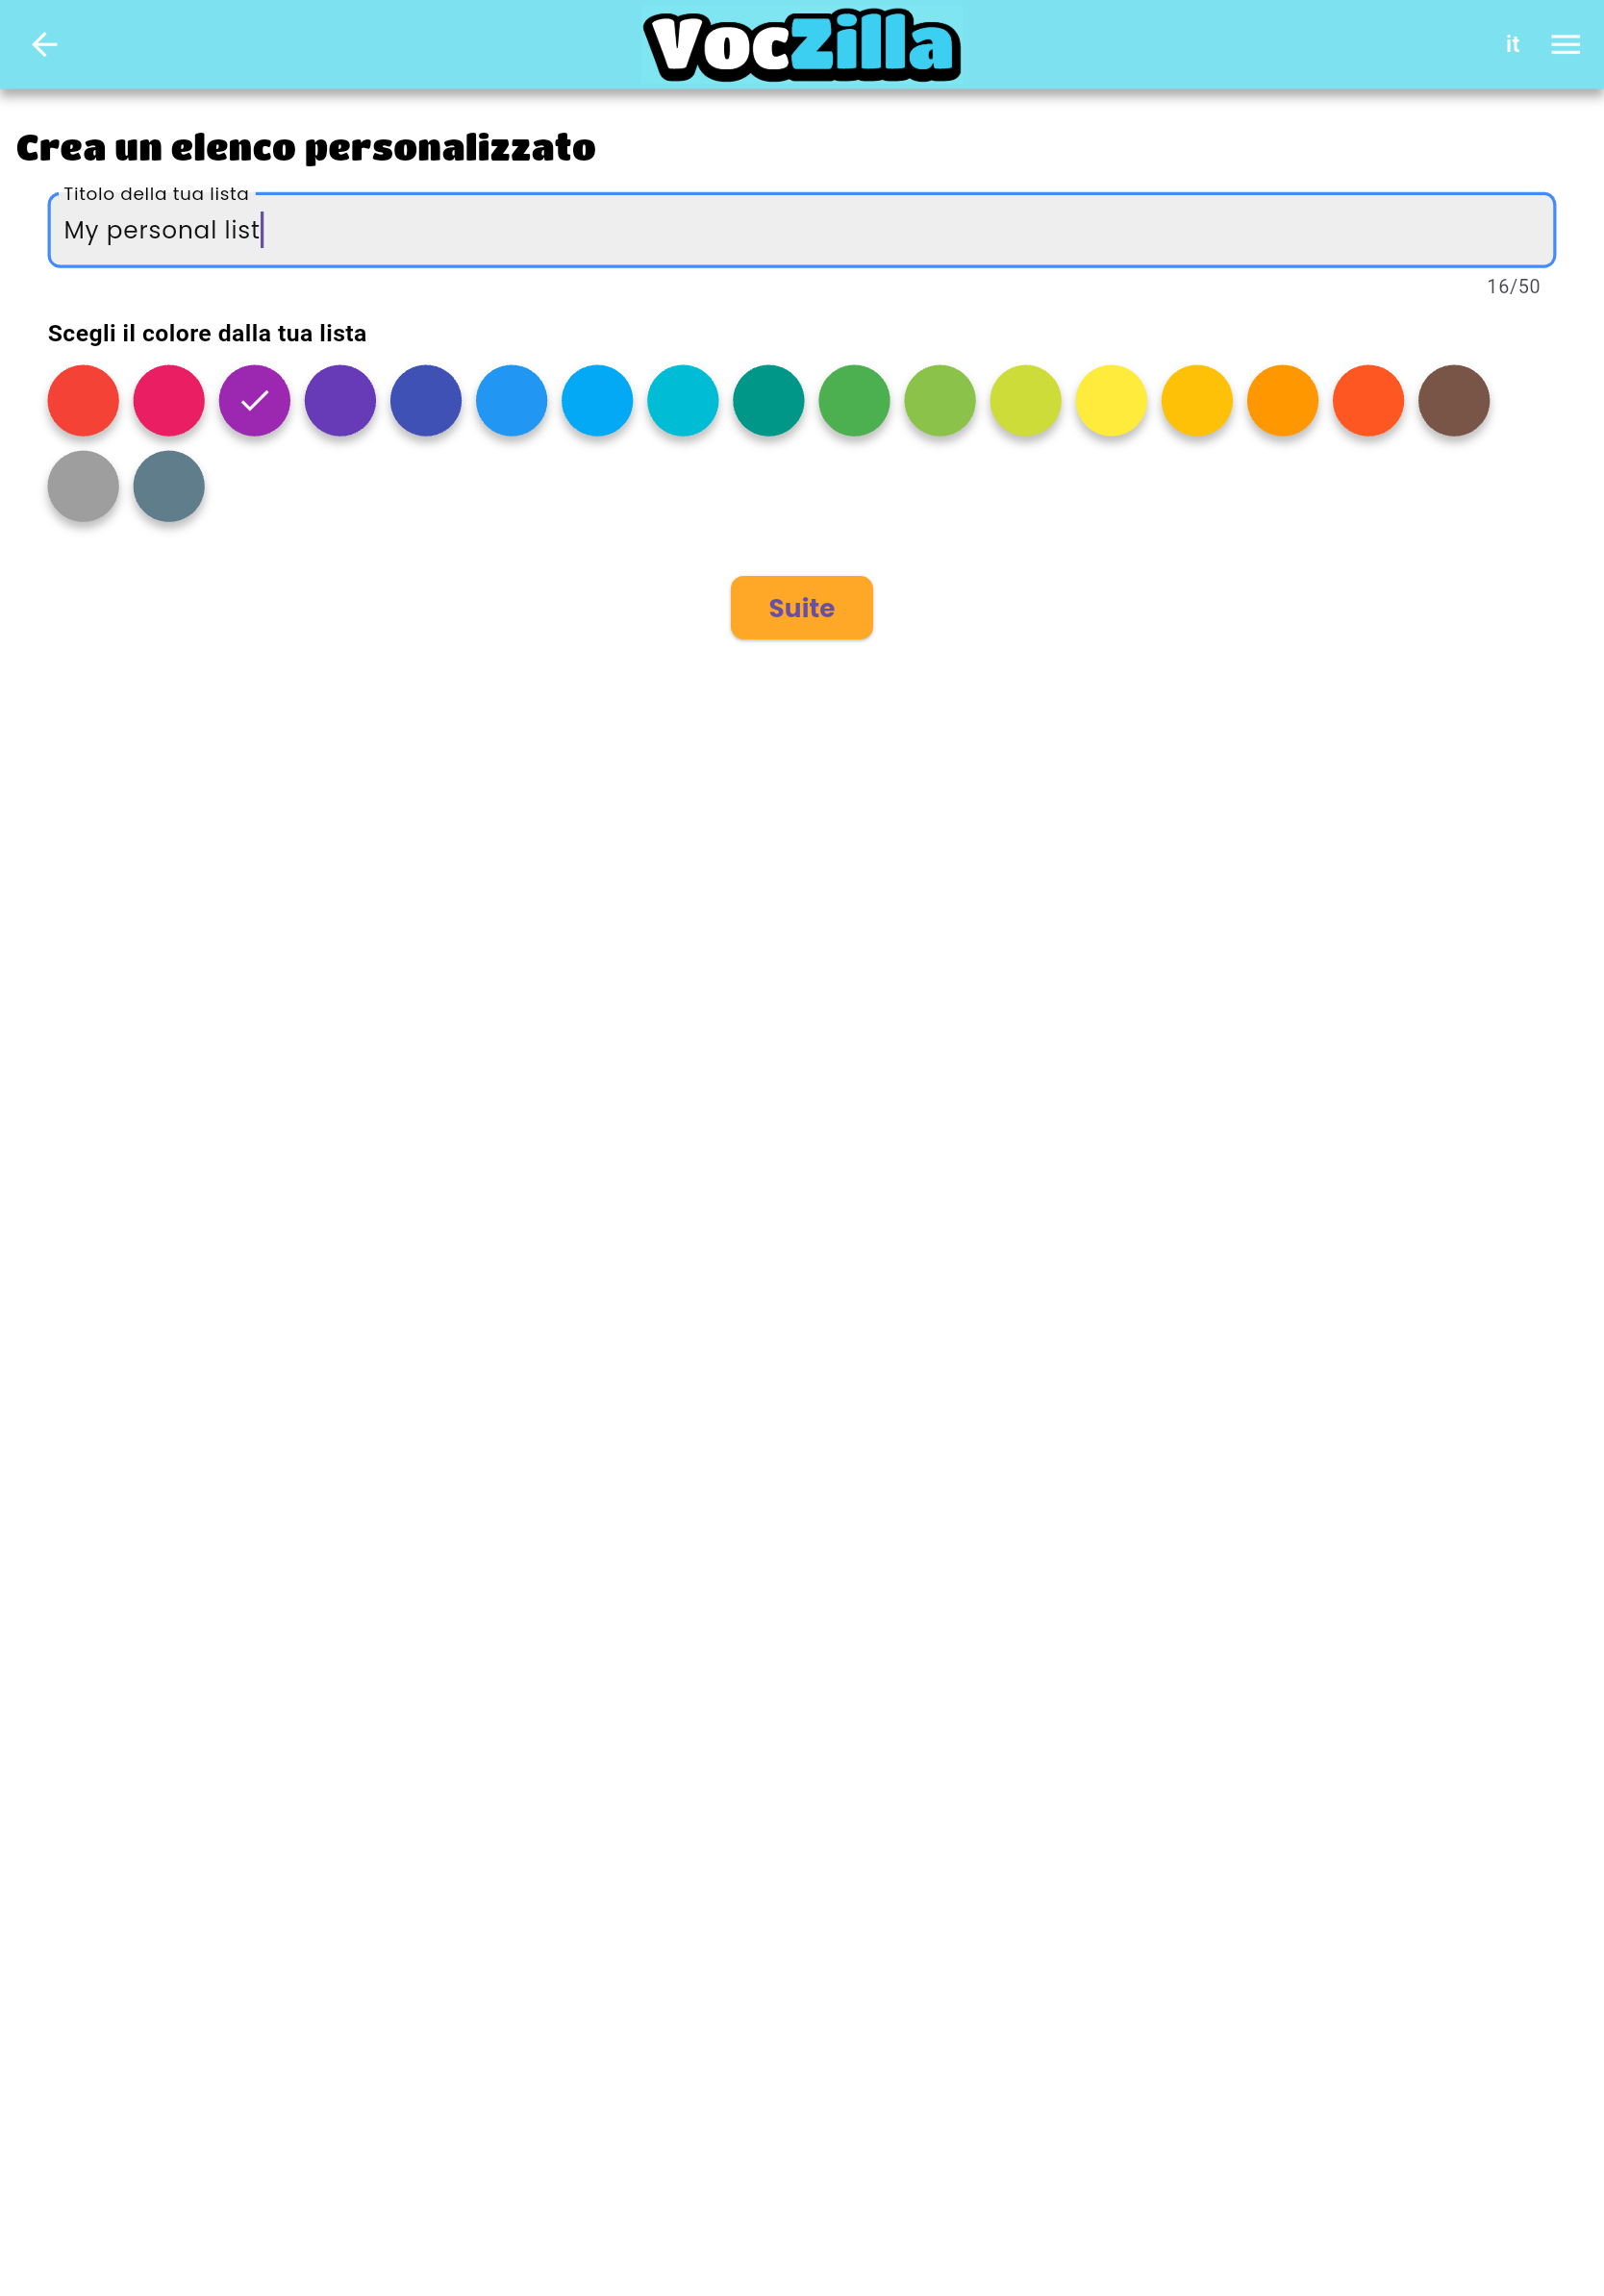 VocZilla
it
Crea un elenco personalizzato
Titolo della tua lista
My personal list
16/50
Scegli il colore dalla tua lista
Suite